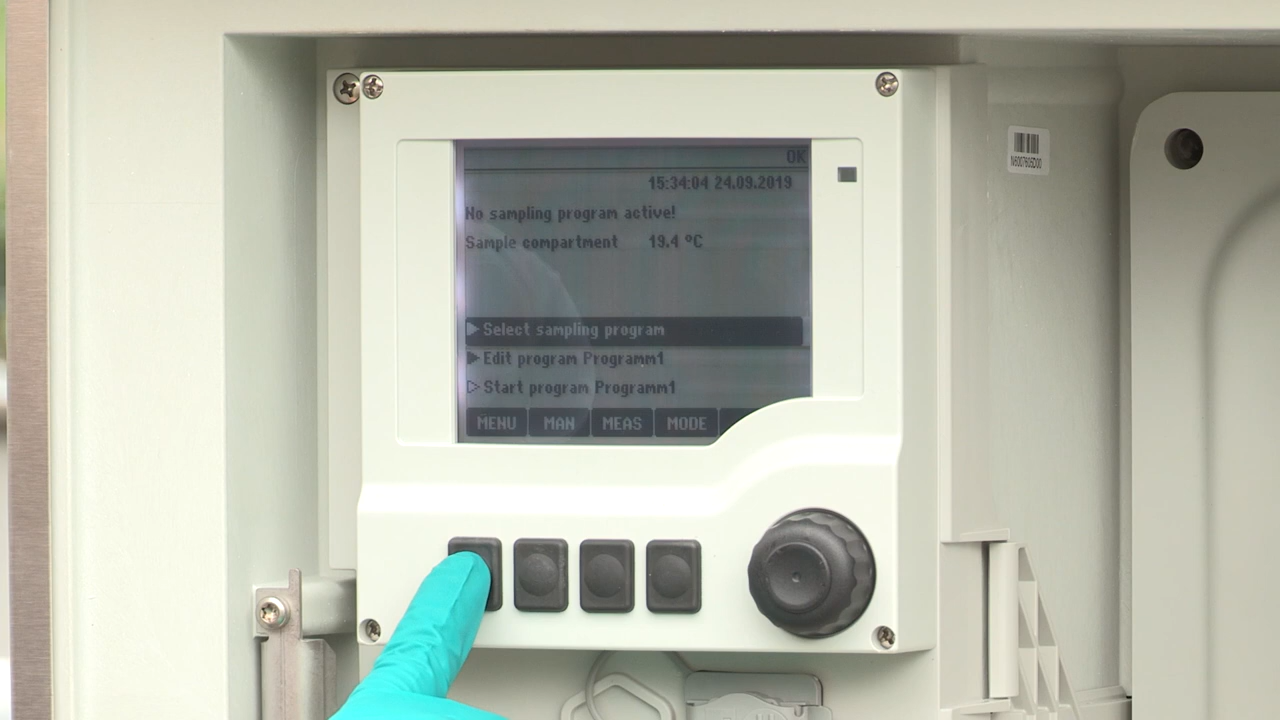 OK
15:34:04 24.09.2019
No sampling program active!
Sample compartment 19.4 °C
Select sampling program
Edit program Programm1
Start program Programm1
MENU MAN MEAS MODE